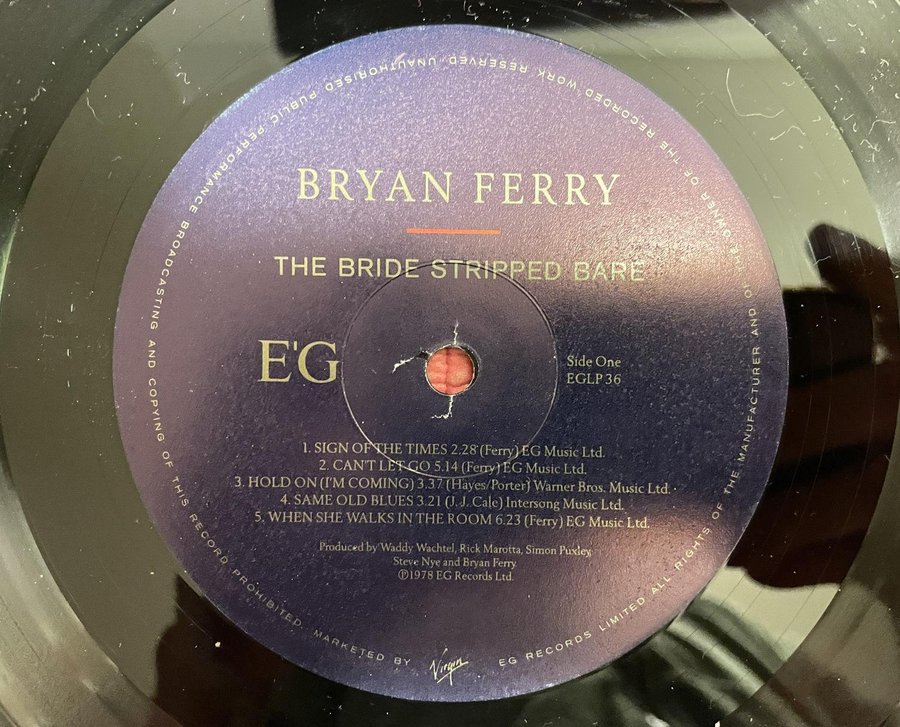 BRYAN FERRY
THE BRIDE STRIPPED BARE
E'G
Side One
EGLP 36
1. SIGN OF THE TIMES 2.28 (Ferry) EG Music Ltd.
2. CAN'T LET GO 5.14 (Ferry) EG Music Ltd.
3. HOLD ON (I'M COMING) 3.37 (Hayes/Porter) Warner Bros. Music Ltd.
4. SAME OLD BLUES 3.21 (J. J. Cale) Intersong Music Ltd.
5. WHEN SHE WALKS IN THE ROOM 6.23 (Ferry) EG Music Ltd.
Produced by Waddy Wachtel, Rick Marotta, Simon Puxley,
Steve Nye and Bryan Ferry
℗1978 EG Records Ltd.
EG RECORDS LIMITED ALL RIGHTS OF THE MANUFACTURER AND OF THE OWNER OF THE RECORDED WORK RESERVED. UNAUTHORISED PUBLIC PERFORMANCE BROADCASTING AND COPYING OF THIS RECORD PROHIBITED. MARKETED BY Virgin